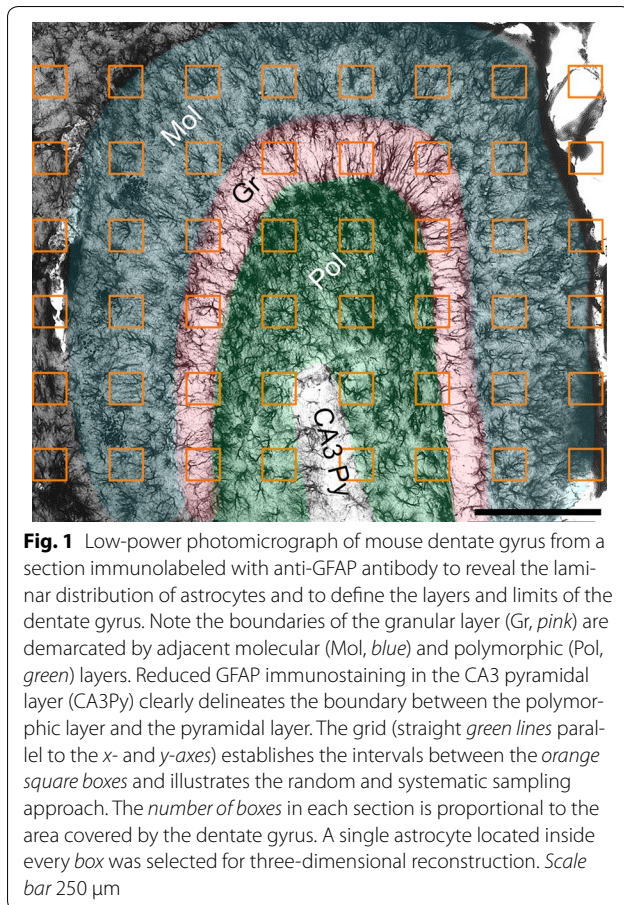 Mol
Gr
Pol
CA3 Py
Fig. 1 Low-power photomicrograph of mouse dentate gyrus from a
section immunolabeled with anti-GFAP antibody to reveal the lami-
nar distribution of astrocytes and to define the layers and limits of the
dentate gyrus. Note the boundaries of the granular layer (Gr, pink) are
demarcated by adjacent molecular (Mol, blue) and polymorphic (Pol,
green) layers. Reduced GFAP immunostaining in the CA3 pyramidal
layer (CA3Py) clearly delineates the boundary between the polymor-
phic layer and the pyramidal layer. The grid (straight green lines paral-
lel to the x- and y-axes) establishes the intervals between the orange
square boxes and illustrates the random and systematic sampling
approach. The number of boxes in each section is proportional to the
area covered by the dentate gyrus. A single astrocyte located inside
every box was selected for three-dimensional reconstruction. Scale
bar 250 μm